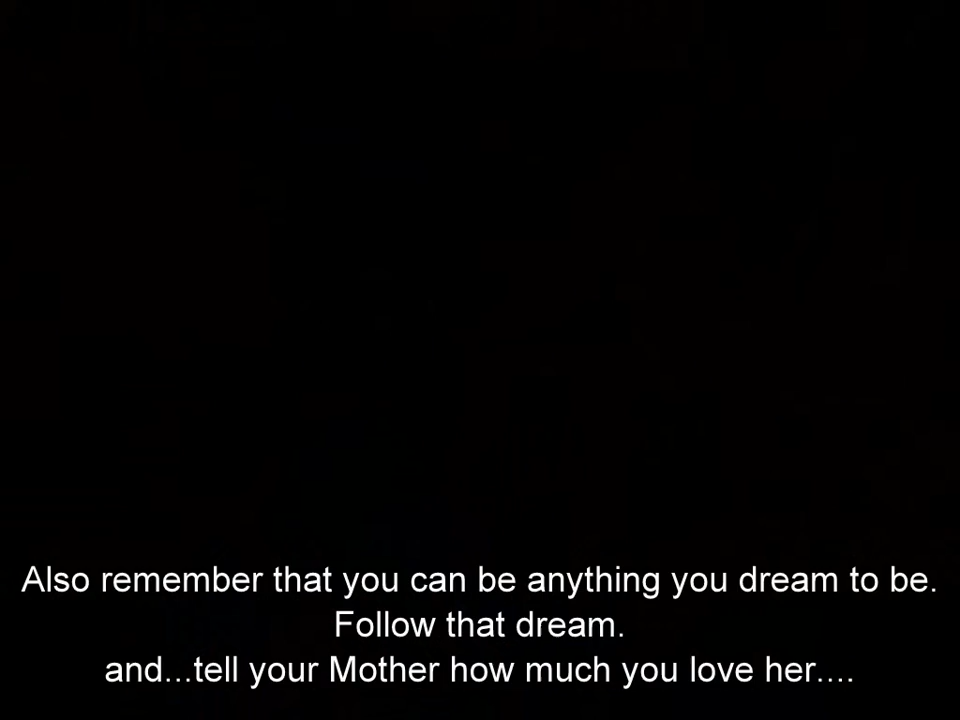 Also remember that you can be anything you dream to be.
Follow that dream.
and...tell your Mother how much you love her....